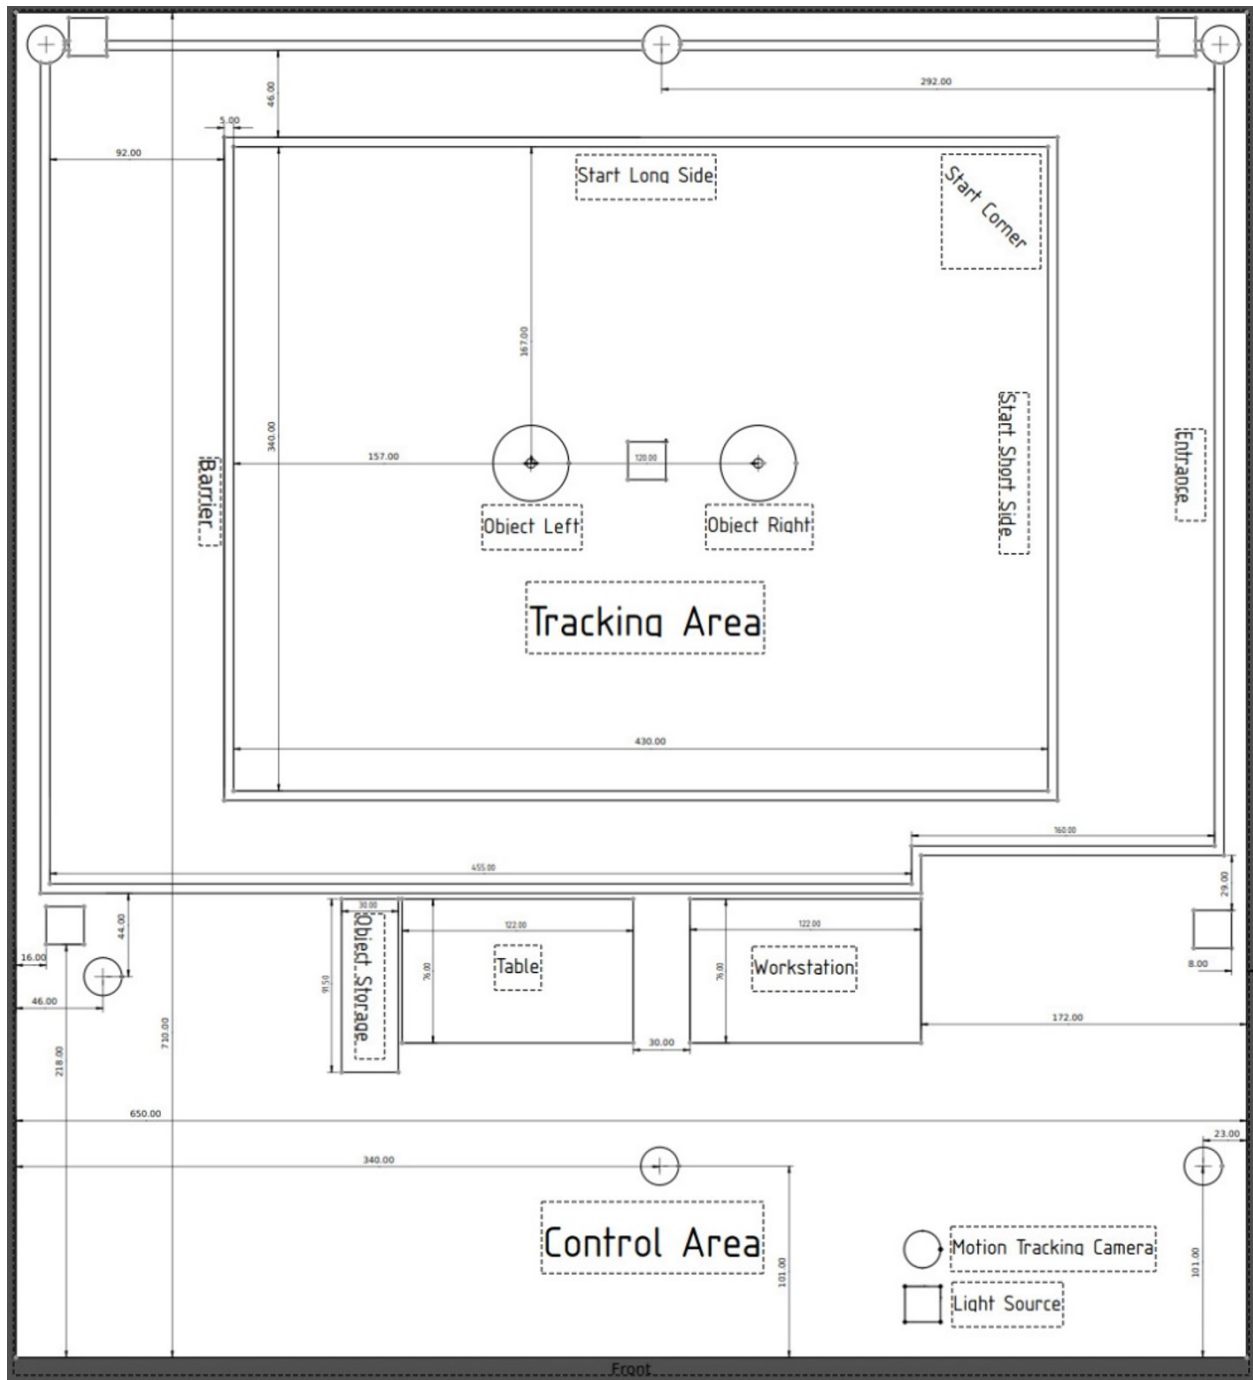 292.00
46.00
5.00
92.00
Start Long Side
Start Corner
167.00
340.00
157.00
120.00
Start Short Side
Entrance
Barrier
Object Left
Object Right
Tracking Area
430.00
160.00
455.00
29.00
44.00
30.00
122.00
122.00
Object Storage
Table
Workstation
16.00
8.00
91.50
76.00
76.00
46.00
172.00
30.00
218.00
710.00
650.00
23.00
340.00
Control Area
Motion Tracking Camera
101.00
101.00
Light Source
Front